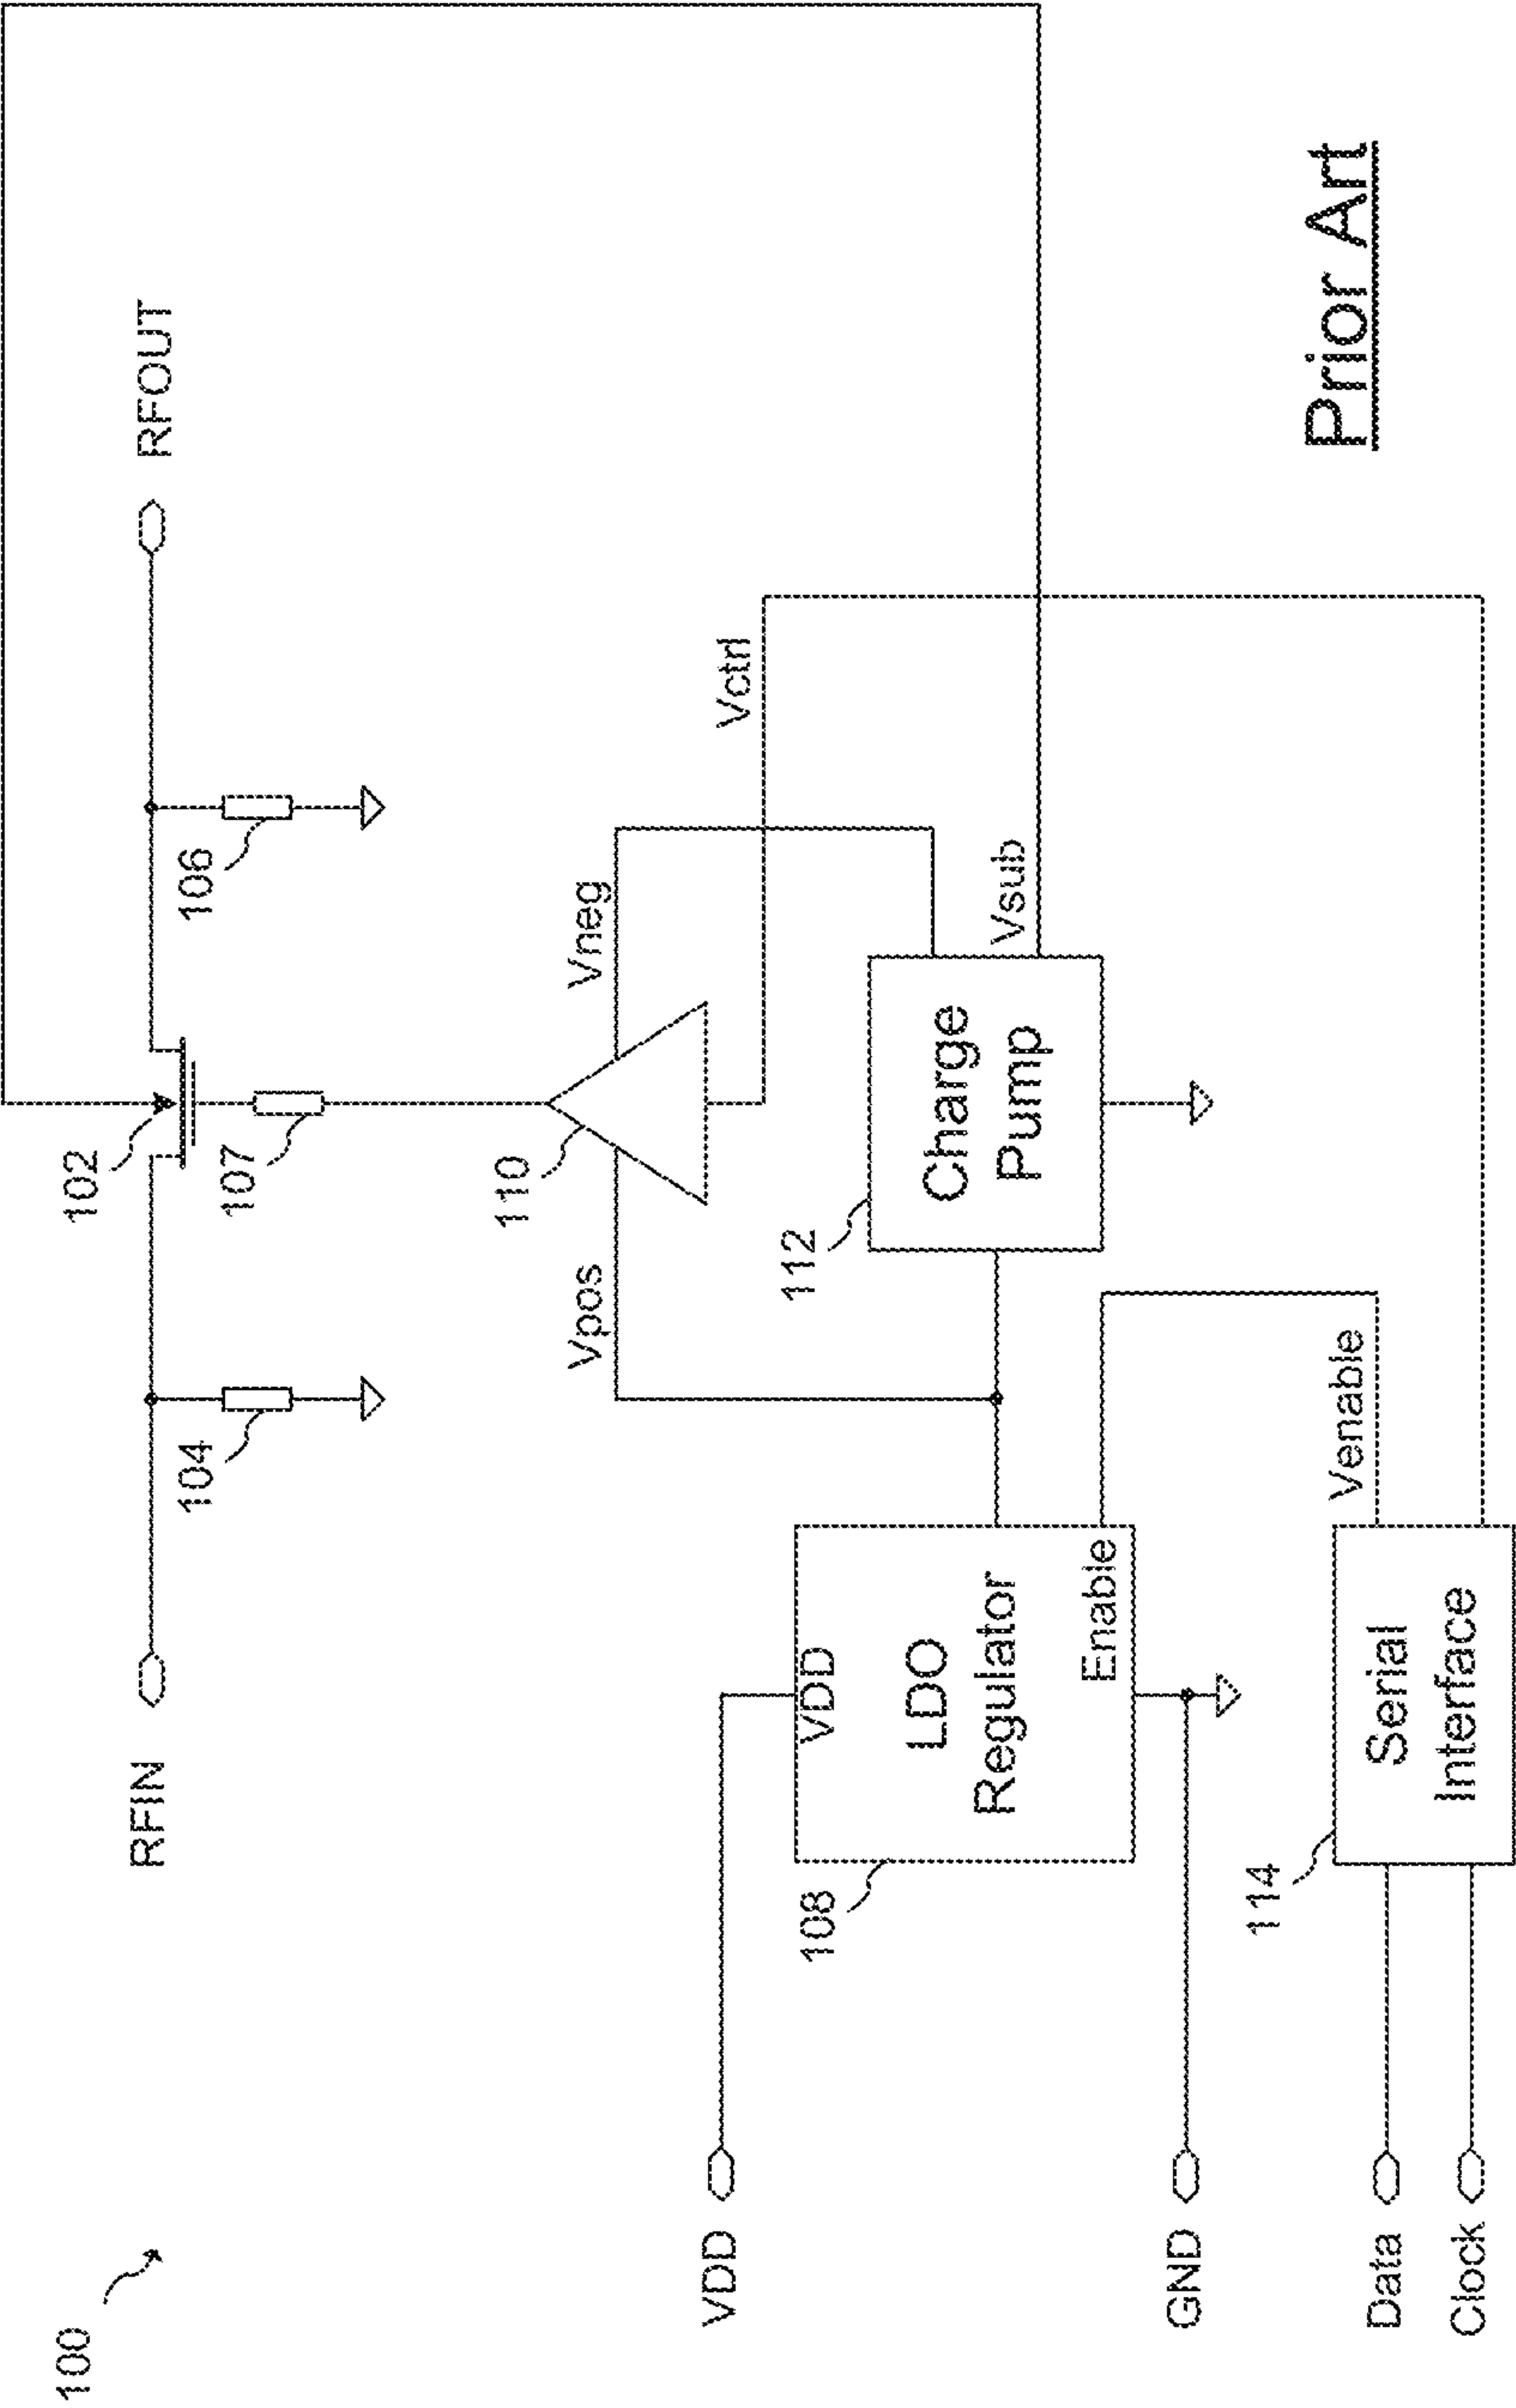 100
RFIN
RFOUT
102
104
106
107
110
Vpos
Vneg
Vctrl
VDD
VDD
LDO
Regulator
Enable
108
112
Charge
Pump
Vsub
GND
Venable
114
Serial
Interface
Data
Clock
Prior Art